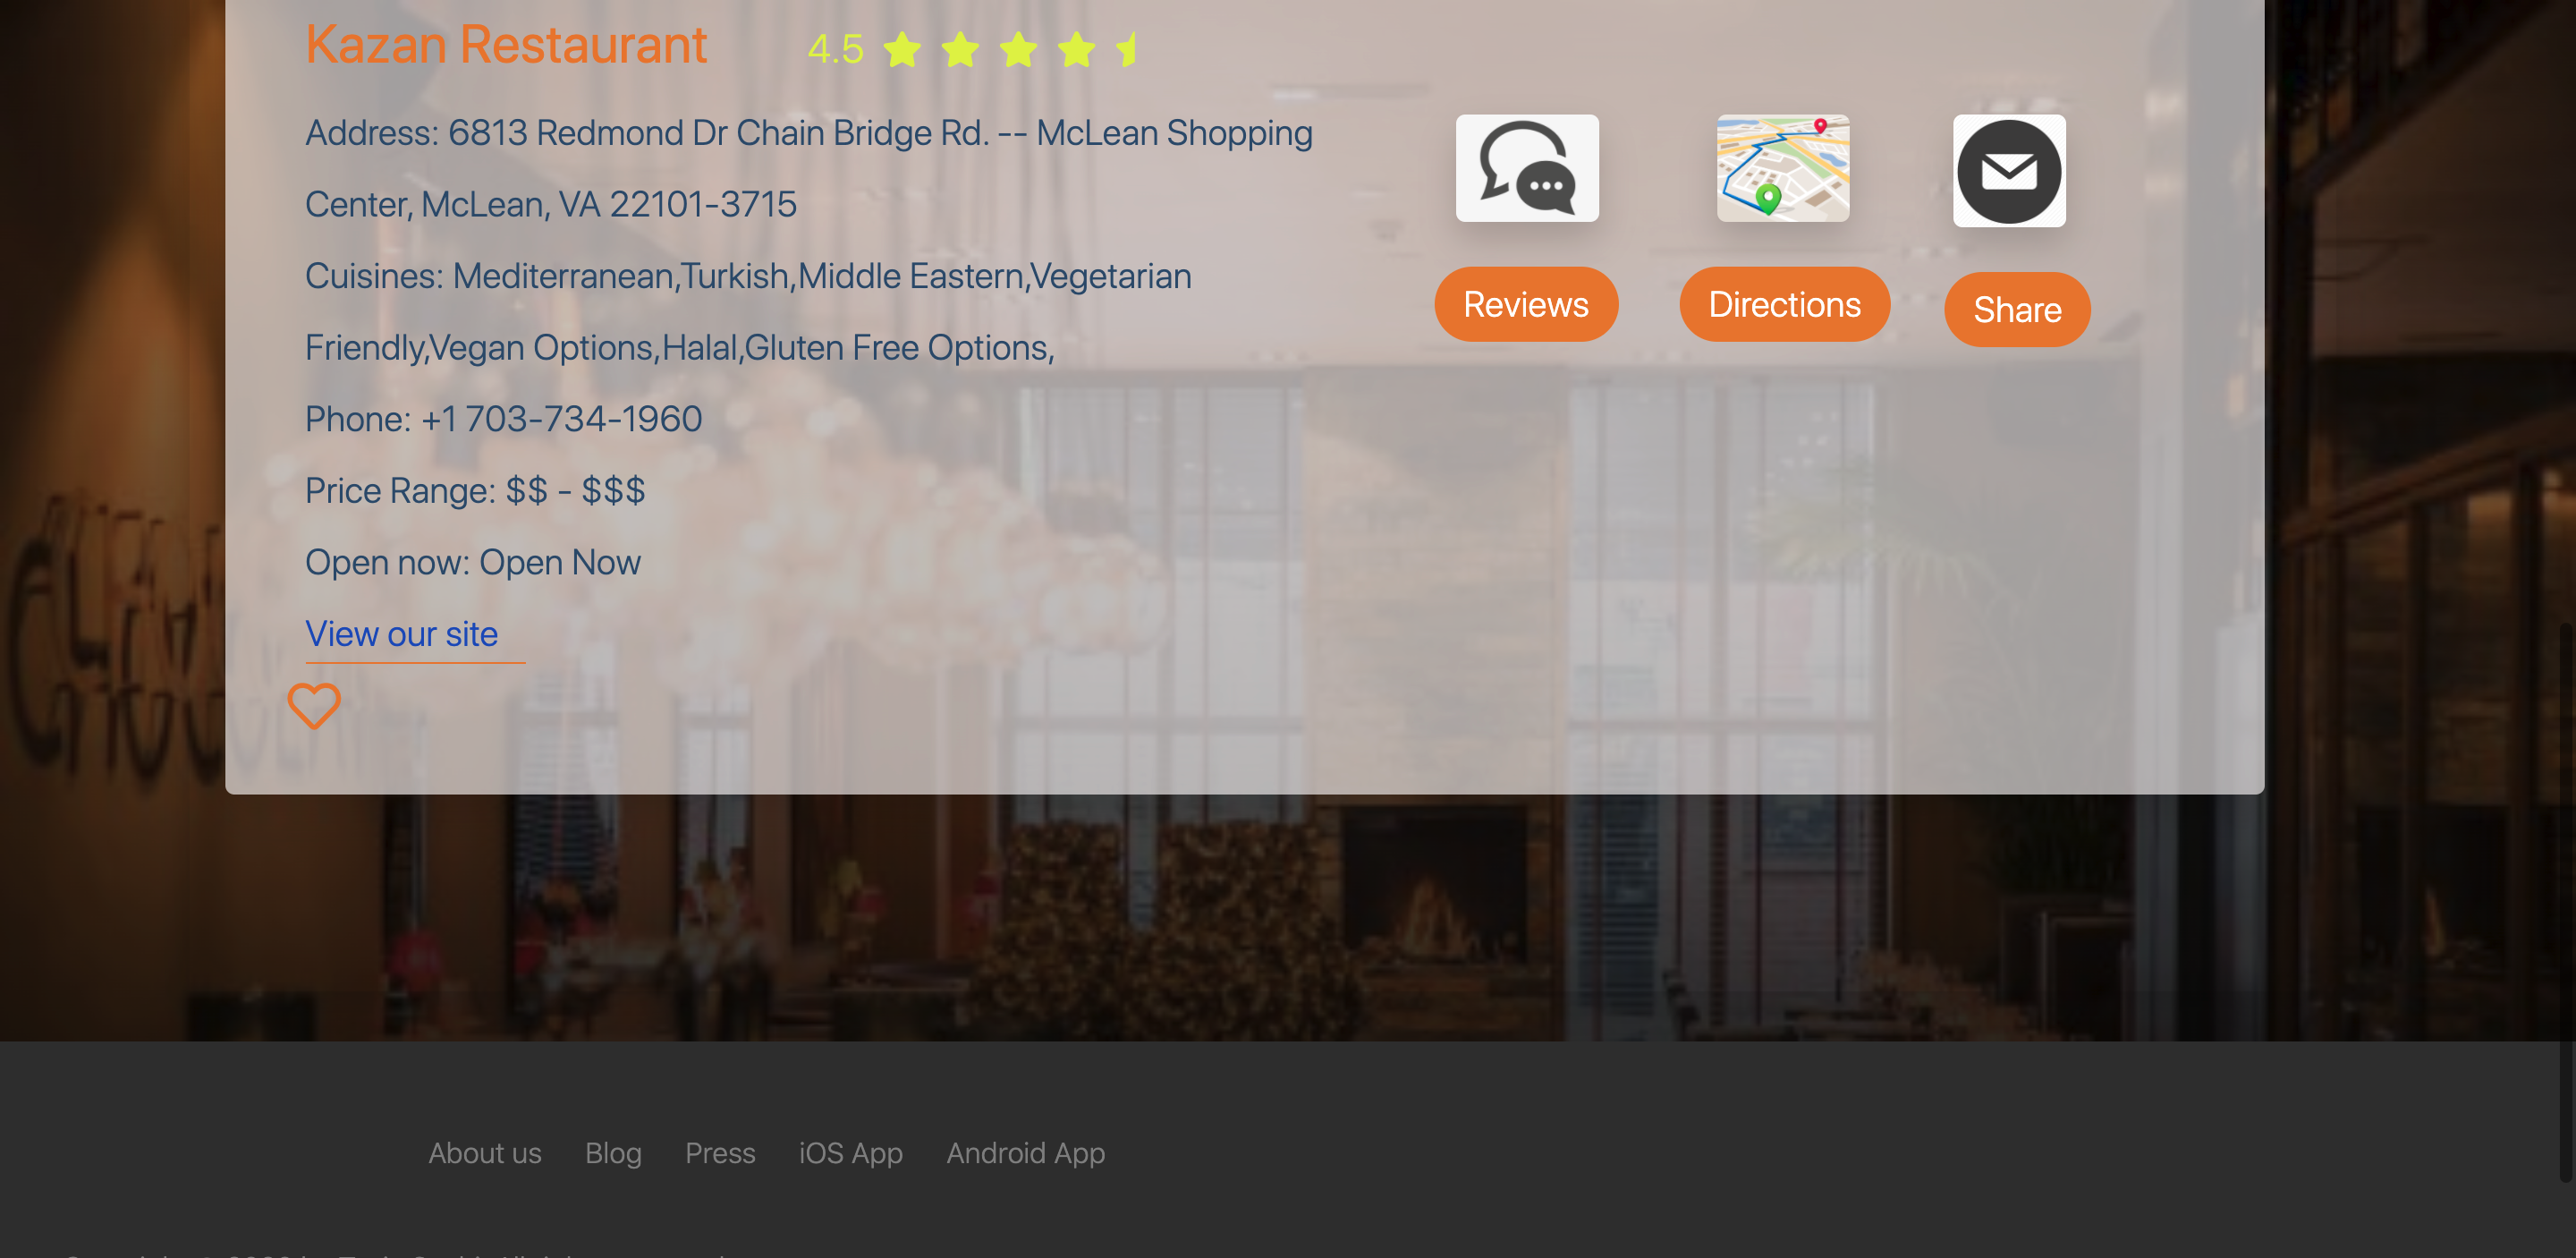 Kazan Restaurant
4.5
Address: 6813 Redmond Dr Chain Bridge Rd. -- McLean Shopping
Center, McLean, VA 22101-3715
Cuisines: Mediterranean,Turkish,Middle Eastern,Vegetarian
Friendly,Vegan Options,Halal,Gluten Free Options,
Phone: +1 703-734-1960
Price Range: $$ - $$$
Open now: Open Now
View our site
Reviews
Directions
Share
About us
Blog
Press
iOS App
Android App